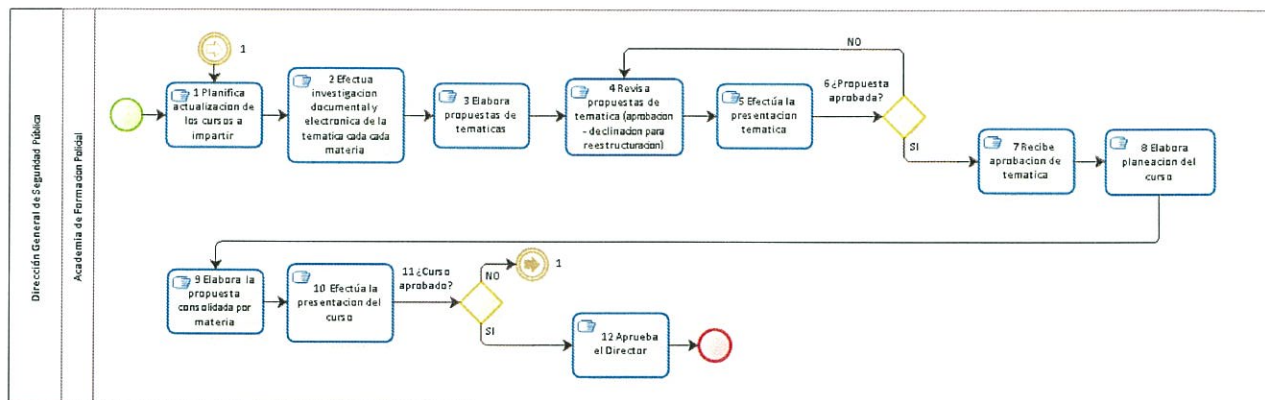 Dirección General de Seguridad Pública
Academia de Formacion Policial
1
1 Planifica
actualizacion de
los cursos a
impartir
2 Efectua
investigacion
documental y
electronica de la
tematica cada cada
materia
3 Elabora
propuestas de
tematicas
4 Revisa
propuestas de
tematica (aprobacion
- declinacion para
reestructuracion)
5 Efectúa la
presentacion
tematica
6 ¿Propuesta
aprobada?
NO
SI
7 Recibe
aprobacion de
tematica
8 Elabora
planeacion del
curso
9 Elabora la
propuesta
consolidada por
materia
10 Efectúa la
presentacion del
curso
11 ¿Curso
aprobado?
NO
1
SI
12 Aprueba
el Director